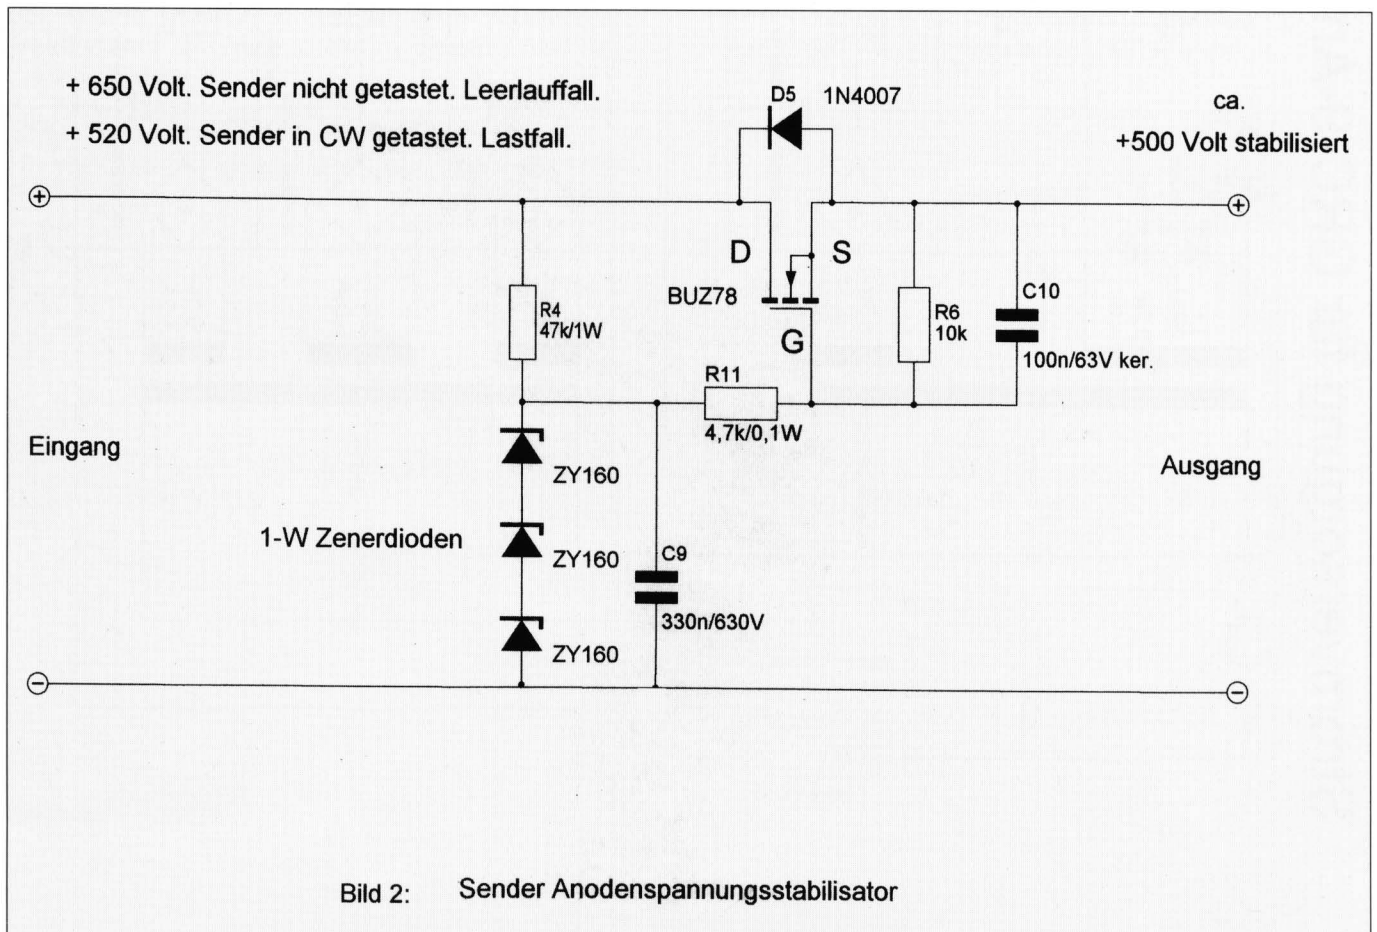 + 650 Volt. Sender nicht getastet. Leerlauffall.
+ 520 Volt. Sender in CW getastet. Lastfall.
D5 1N4007
ca.
+500 Volt stabilisiert
+
+
D
S
BUZ78
G
R4
47k/1W
R6
10k
C10
100n/63V ker.
R11
4,7k/0,1W
Eingang
Ausgang
ZY160
1-W Zenerdioden
ZY160
C9
330n/630V
ZY160
−
−
Bild 2: Sender Anodenspannungsstabilisator